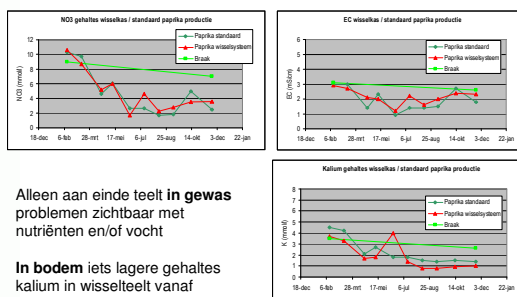 NO3 gehaltes wisselkas / standaard paprika productie
NO3 (mmol/l)
12
10
8
6
4
2
0
18-dec 6-feb 28-mrt 17-mei 6-jul 25-aug 14-okt 3-dec 22-jan
Paprika standaard
Paprika wisselsysteem
Braak
EC wisselkas / standaard paprika productie
EC (mS/cm)
6
5
4
3
2
1
0
18-dec 6-feb 28-mrt 17-mei 6-jul 25-aug 14-okt 3-dec 22-jan
Paprika standaard
Paprika wisselsysteem
Braak
Alleen aan einde teelt in gewas
problemen zichtbaar met
nutriënten en/of vocht
In bodem iets lagere gehaltes
kalium in wisselteelt vanaf
Kalium gehaltes wisselkas / standaard paprika productie
K (mmol/l)
8
7
6
5
4
3
2
1
0
18-dec 6-feb 28-mrt 17-mei 6-jul 25-aug 14-okt 3-dec 22-jan
Paprika standaard
Paprika wisselsysteem
Braak